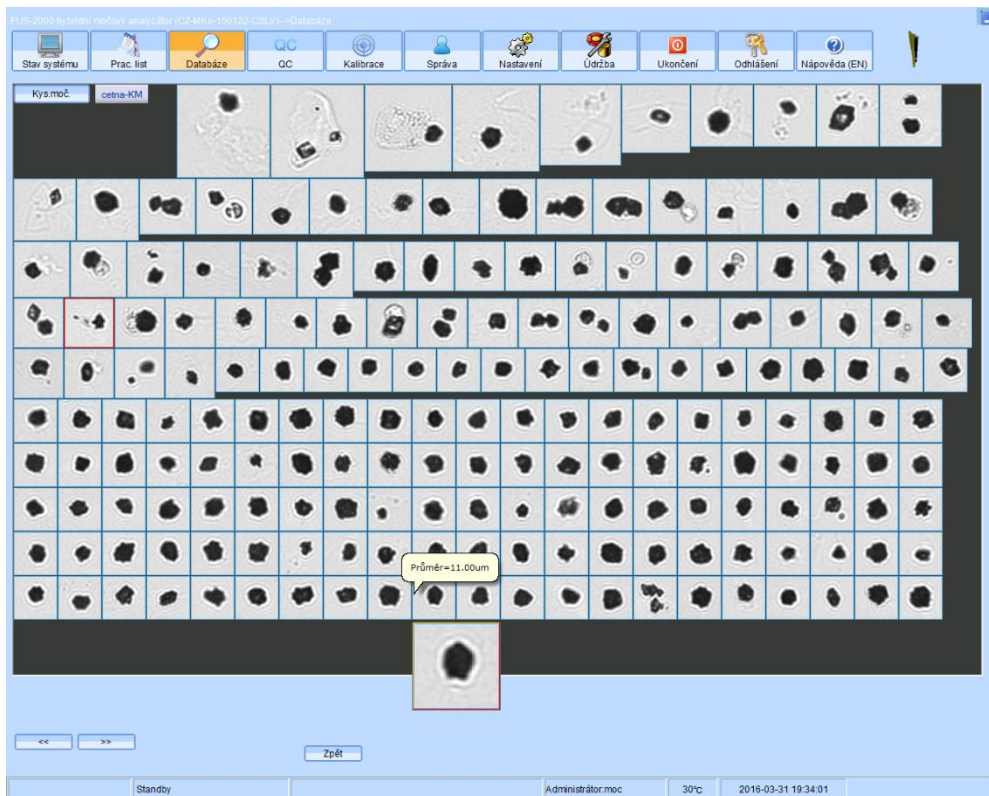 FUS-2000 hybridní močový analyzátor (CZ-MKo-150122-CSLV)-->Databáze
Stav systému
Prac. list
Databáze
QC
QC
Kalibrace
Správa
Nastavení
Údržba
Ukončení
Odhlášení
Nápověda (EN)
Kys.moč.
cetna-KM
Průměr=11.00um
<<
>>
Zpět
Standby
Administrátor:moc
30℃
2016-03-31 19:34:01